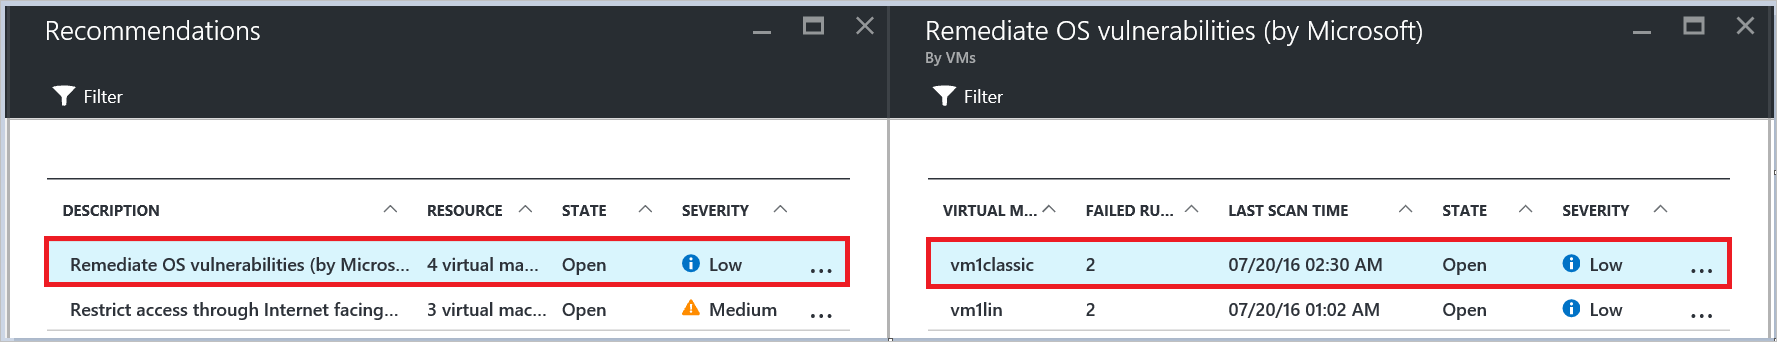 Recommendations
Filter
DESCRIPTION RESOURCE STATE SEVERITY
Remediate OS vulnerabilities (by Micros... 4 virtual ma... Open Low ...
Restrict access through Internet facing... 3 virtual mac... Open Medium ...
Remediate OS vulnerabilities (by Microsoft)
By VMs
Filter
VIRTUAL M... FAILED RU... LAST SCAN TIME STATE SEVERITY
vm1classic 2 07/20/16 02:30 AM Open Low ...
vm1lin 2 07/20/16 01:02 AM Open Low ...